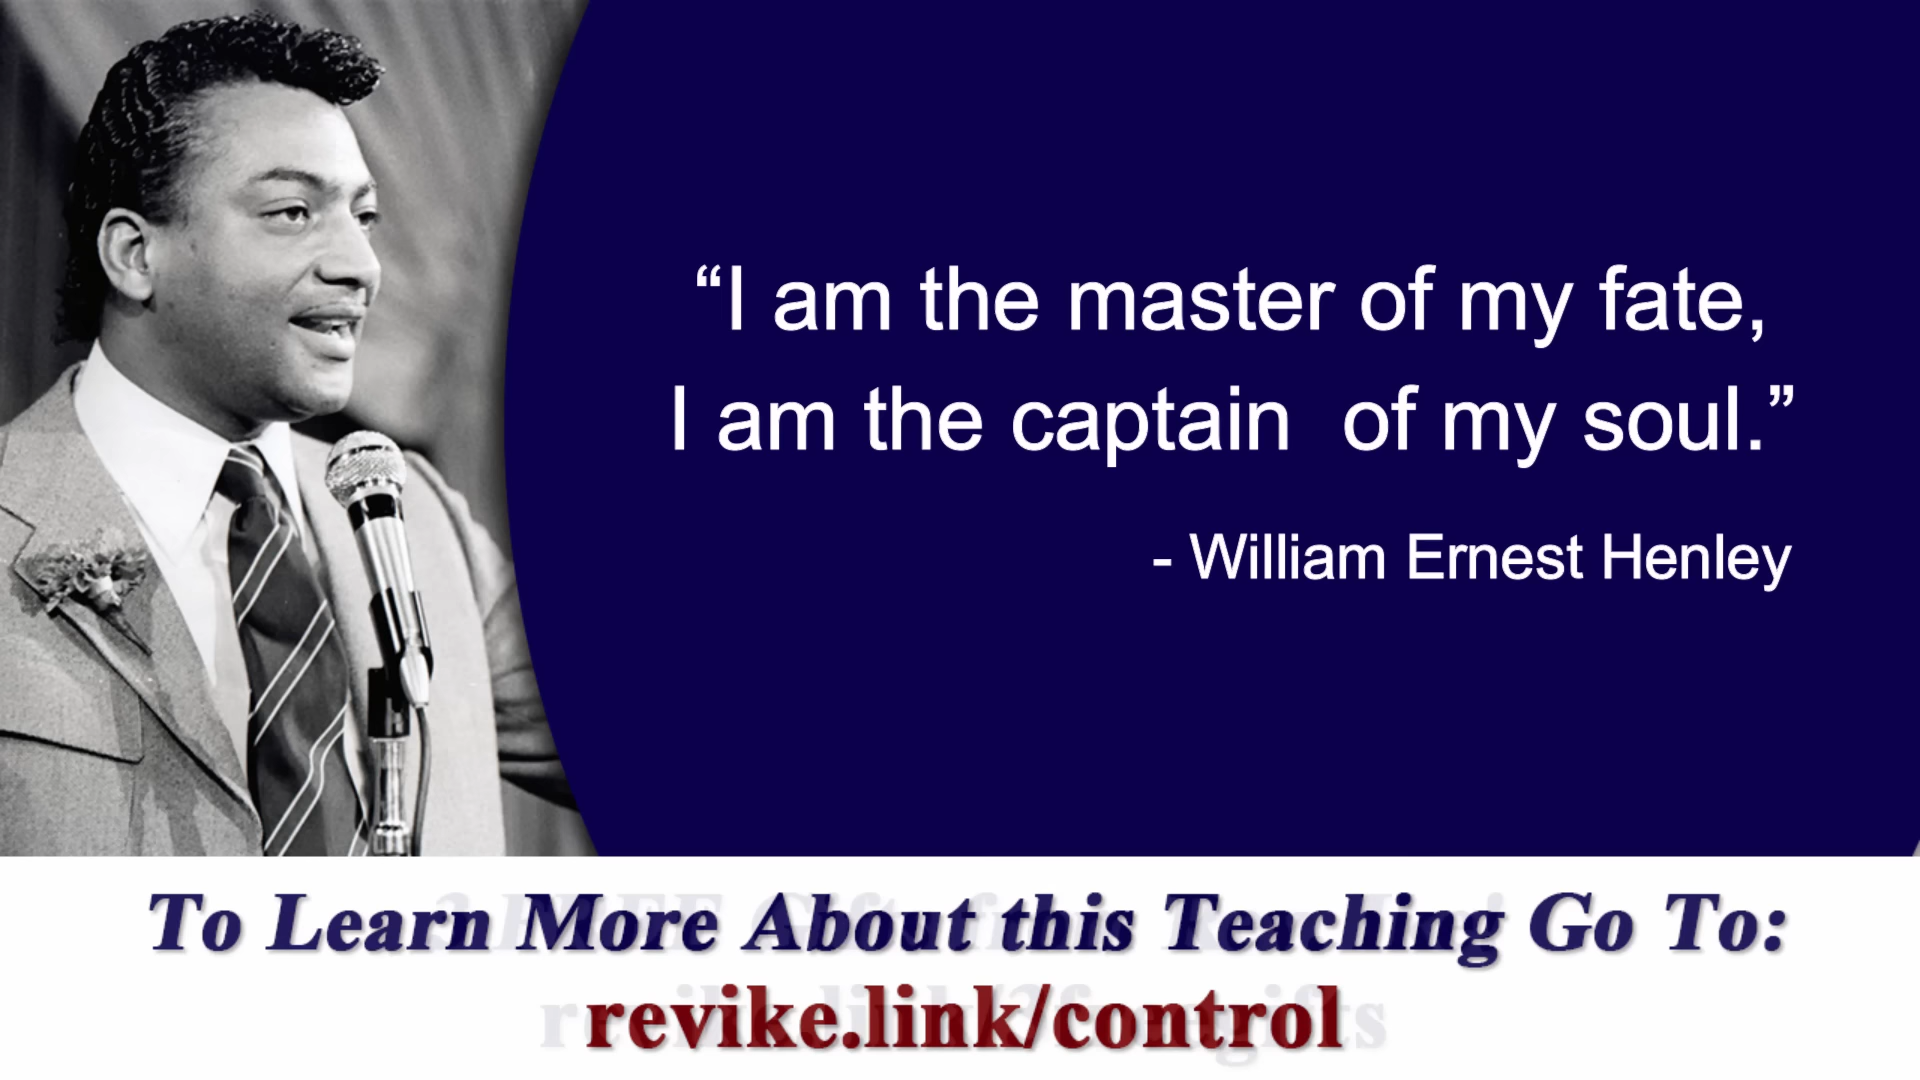 “I am the master of my fate,
I am the captain  of my soul.”
- William Ernest Henley
To Learn More About this Teaching Go To:
revike.link/control